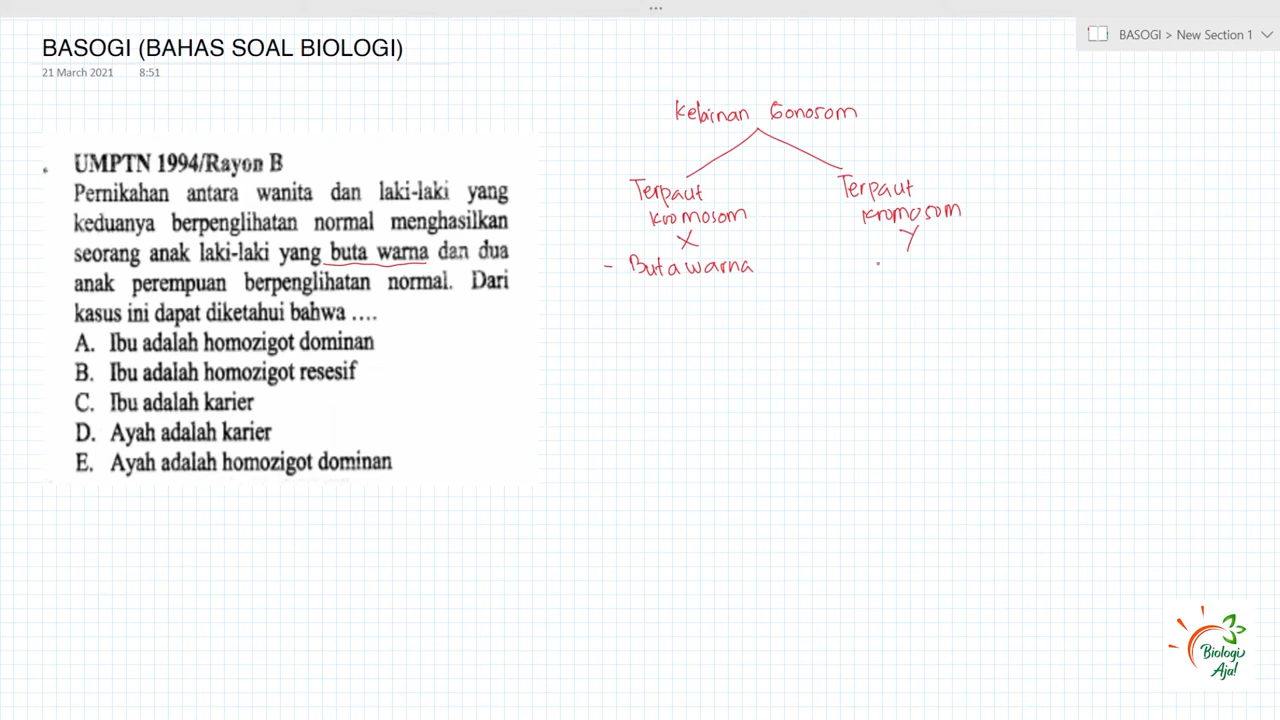 BASOGI > New Section 1
BASOGI (BAHAS SOAL BIOLOGI)
21 March 2021 8:51
UMPTN 1994/Rayon B
Pernikahan antara wanita dan laki-laki yang
keduanya berpenglihatan normal menghasilkan
seorang anak laki-laki yang buta warna dan dua
anak perempuan berpenglihatan normal. Dari
kasus ini dapat diketahui bahwa ....
A. Ibu adalah homozigot dominan
B. Ibu adalah homozigot resesif
C. Ibu adalah karier
D. Ayah adalah karier
E. Ayah adalah homozigot dominan
Kelainan Gonosom
Terpaut
Kromosom
X
- Buta warna
Terpaut
Kromosom
Y
Biologi
Aja!